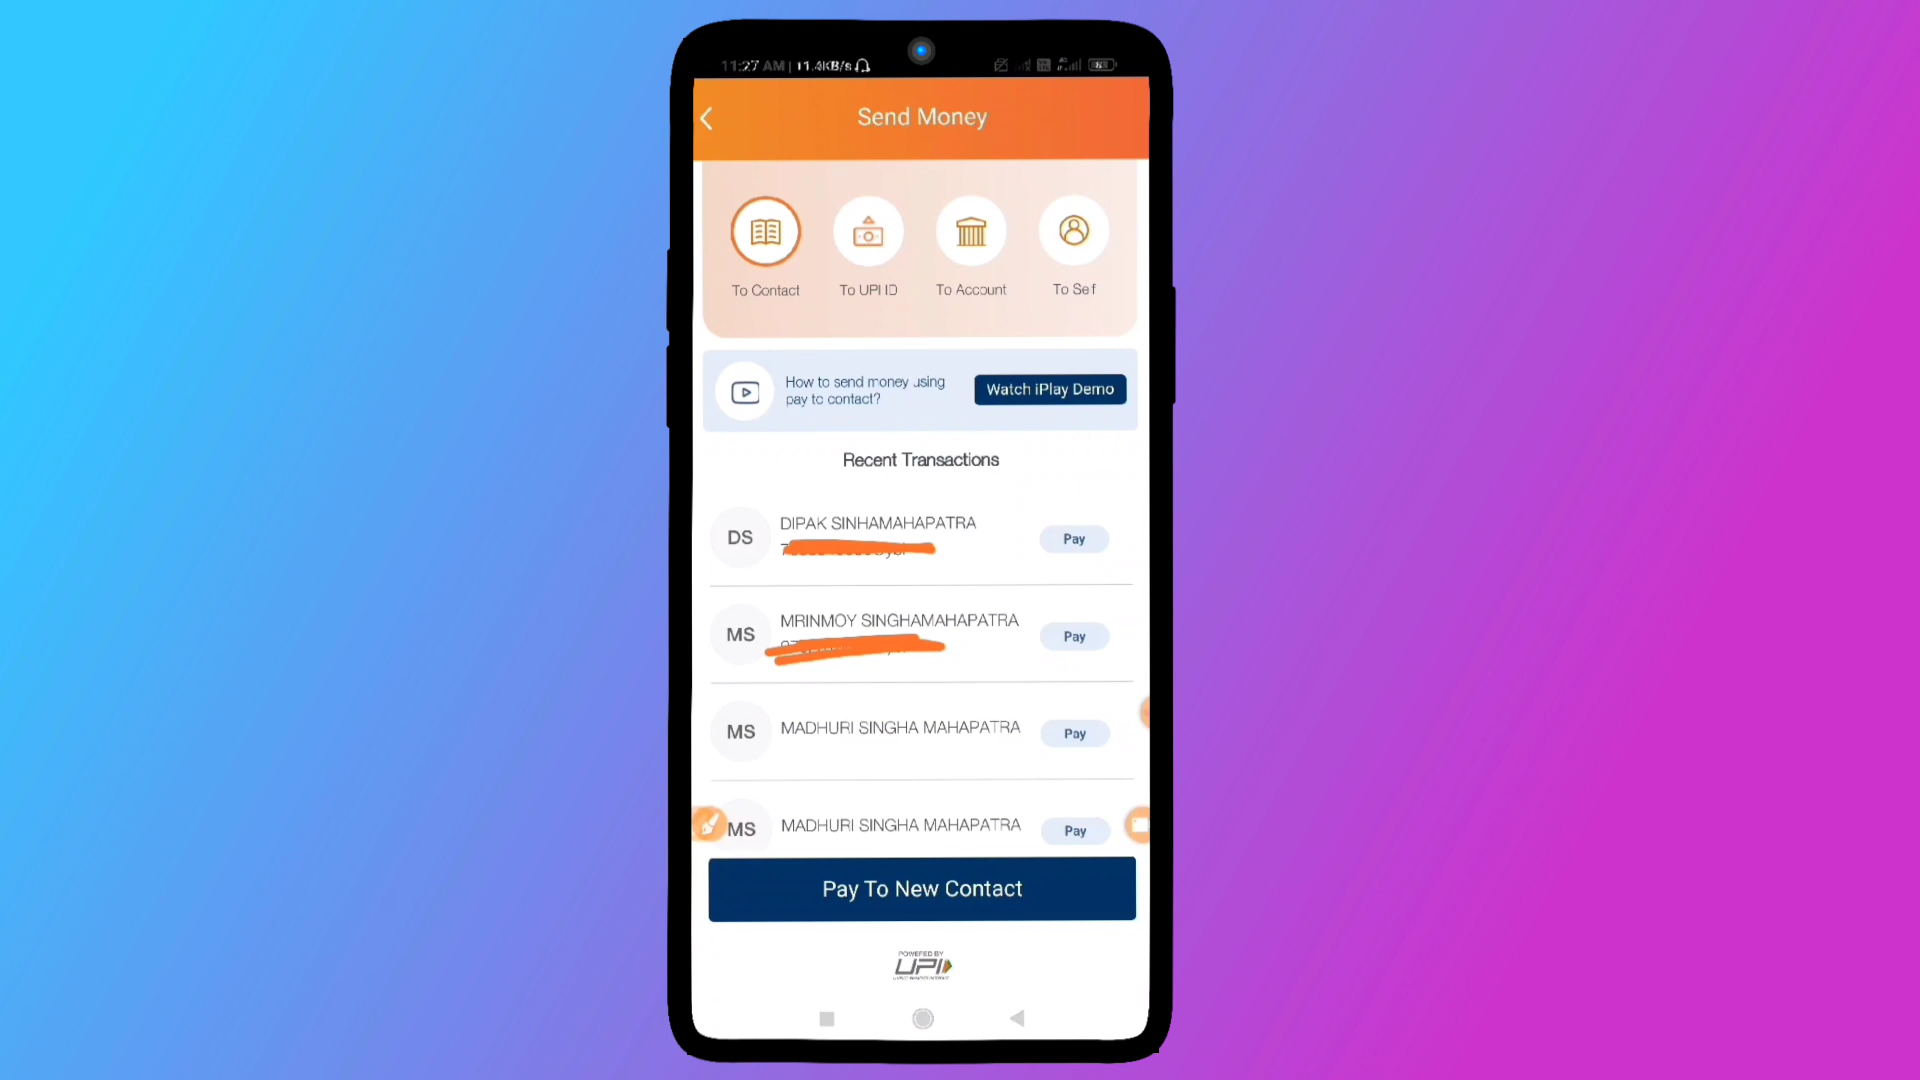 11:27 AM | 11.4KB/s
Send Money
To Contact
To UPI ID
To Account
To Self
How to send money using
pay to contact?
Watch iPlay Demo
Recent Transactions
DS
DIPAK SINHAMAHAPATRA
Pay
MS
MRINMOY SINGHAMAHAPATRA
Pay
MS
MADHURI SINGHA MAHAPATRA
Pay
MS
MADHURI SINGHA MAHAPATRA
Pay
Pay To New Contact
POWERED BY
UPI